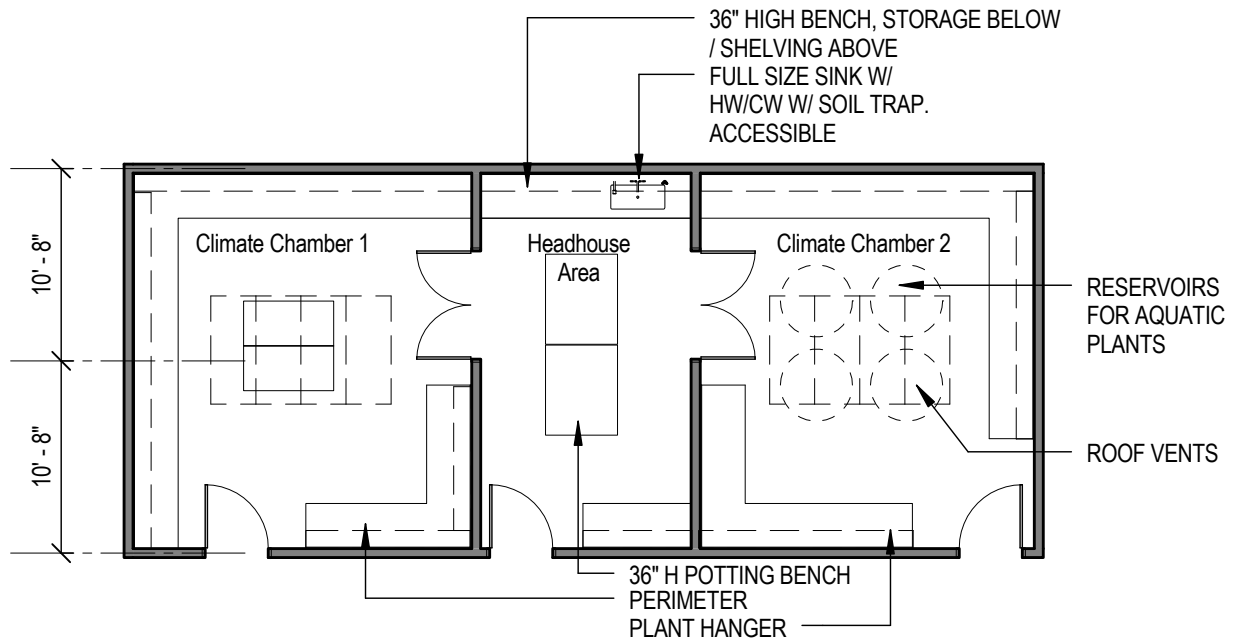 36" HIGH BENCH, STORAGE BELOW
/ SHELVING ABOVE
FULL SIZE SINK W/
HW/CW W/ SOIL TRAP.
ACCESSIBLE
10' - 8"
10' - 8"
Climate Chamber 1
Headhouse
Area
Climate Chamber 2
RESERVOIRS
FOR AQUATIC
PLANTS
ROOF VENTS
36" H POTTING BENCH
PERIMETER
PLANT HANGER